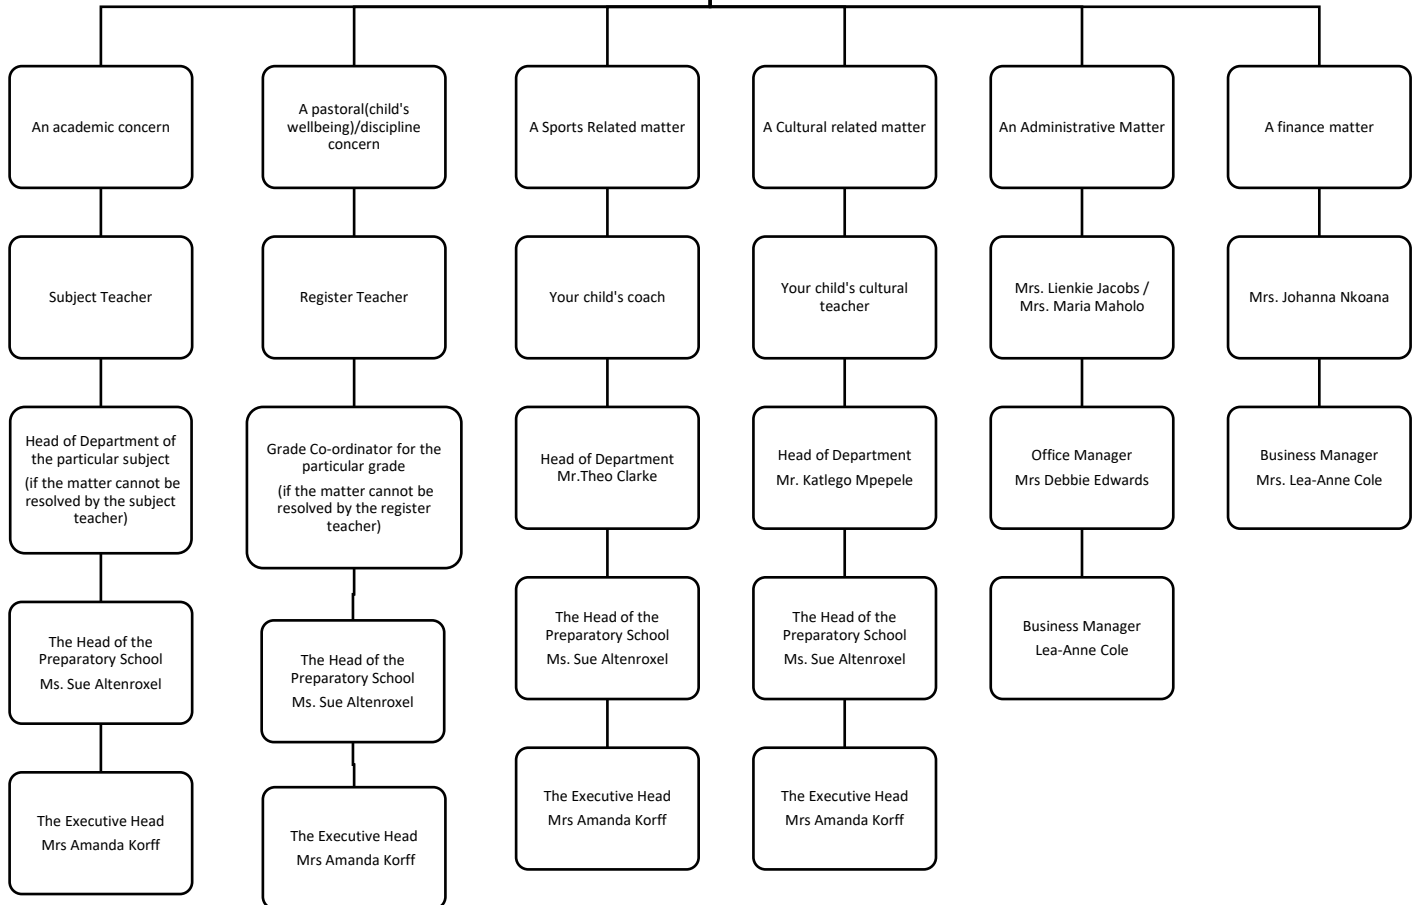 An academic concern
A pastoral(child's
wellbeing)/discipline
concern
A Sports Related matter
A Cultural related matter
An Administrative Matter
A finance matter
Subject Teacher
Register Teacher
Your child's coach
Your child's cultural
teacher
Mrs. Lienkie Jacobs /
Mrs. Maria Maholo
Mrs. Johanna Nkoana
Head of Department of
the particular subject
(if the matter cannot be
resolved by the subject
teacher)
Grade Co-ordinator for the
particular grade
(if the matter cannot be
resolved by the register
teacher)
Head of Department
Mr.Theo Clarke
Head of Department
Mr. Katlego Mpepele
Office Manager
Mrs Debbie Edwards
Business Manager
Mrs. Lea-Anne Cole
The Head of the
Preparatory School
Ms. Sue Altenroxel
The Head of the
Preparatory School
Ms. Sue Altenroxel
The Head of the
Preparatory School
Ms. Sue Altenroxel
The Head of the
Preparatory School
Ms. Sue Altenroxel
Business Manager
Lea-Anne Cole
The Executive Head
Mrs Amanda Korff
The Executive Head
Mrs Amanda Korff
The Executive Head
Mrs Amanda Korff
The Executive Head
Mrs Amanda Korff